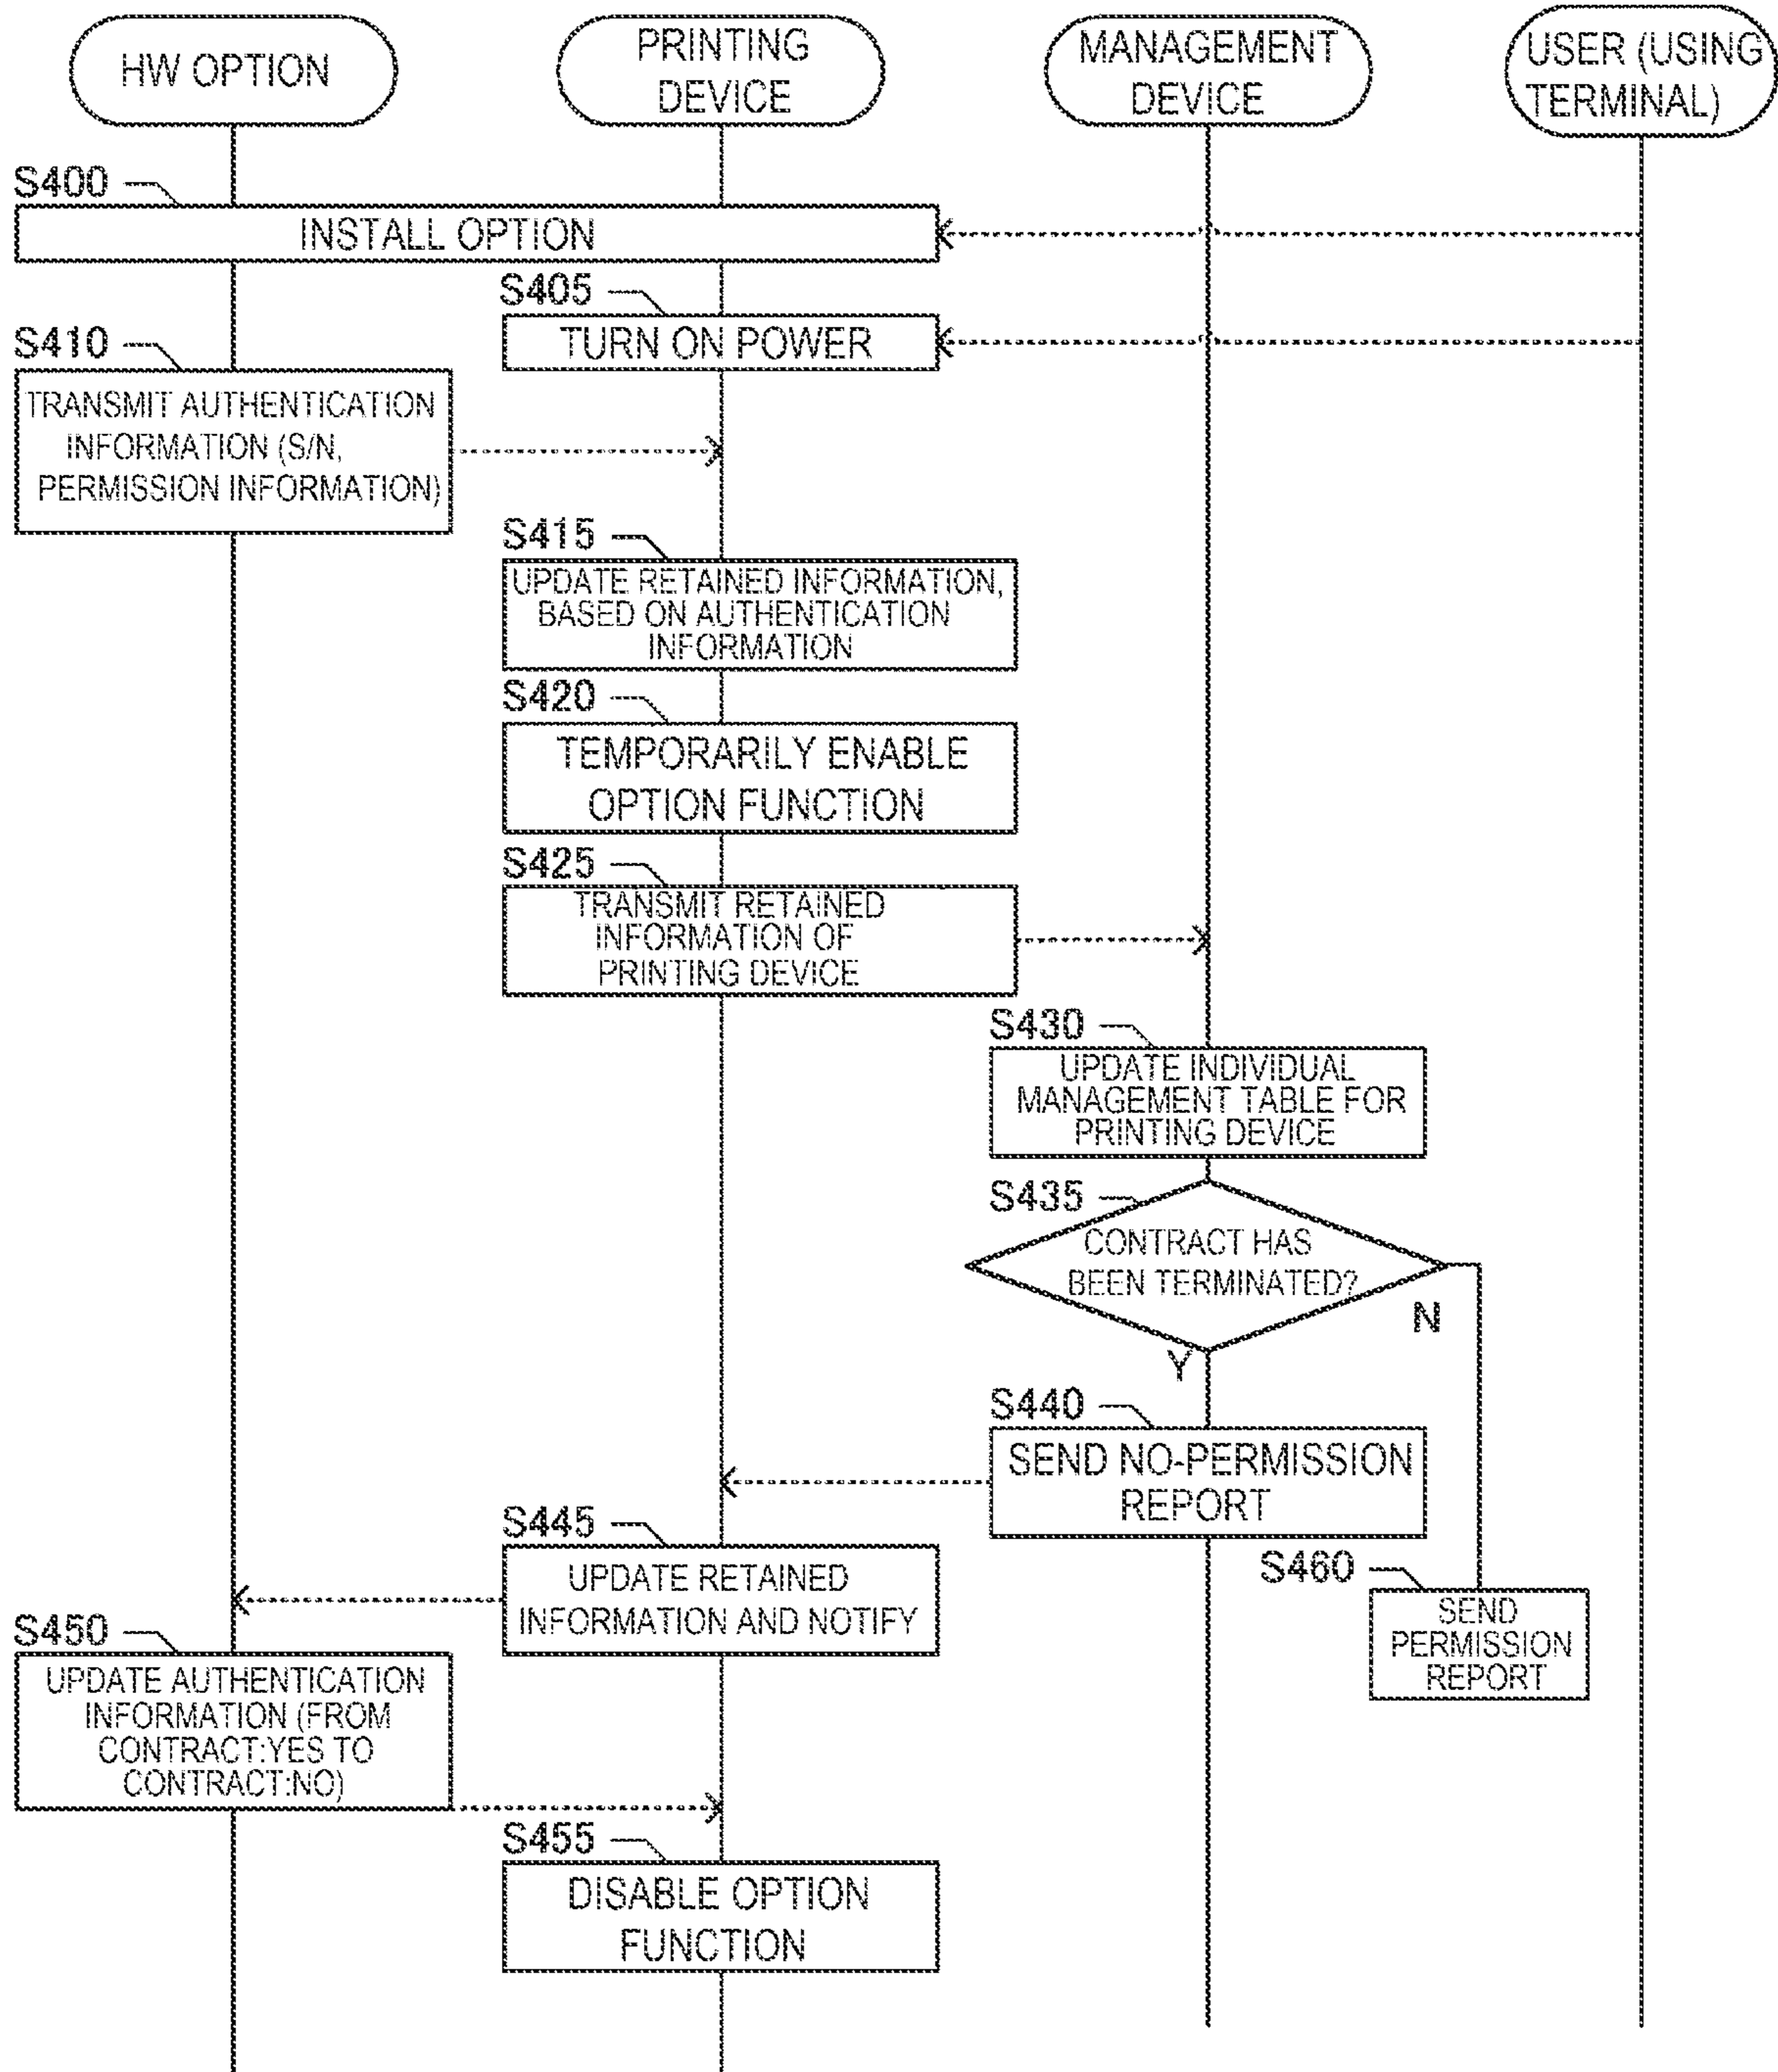 HW OPTION
PRINTING
DEVICE
MANAGEMENT
DEVICE
USER (USING
TERMINAL)
S400
INSTALL OPTION
S405
TURN ON POWER
S410
TRANSMIT AUTHENTICATION
INFORMATION (S/N,
PERMISSION INFORMATION)
S415
UPDATE RETAINED INFORMATION,
BASED ON AUTHENTICATION
INFORMATION
S420
TEMPORARILY ENABLE
OPTION FUNCTION
S425
TRANSMIT RETAINED
INFORMATION OF
PRINTING DEVICE
S430
UPDATE INDIVIDUAL
MANAGEMENT TABLE FOR
PRINTING DEVICE
S435
CONTRACT HAS
BEEN TERMINATED?
N
Y
S440
SEND NO-PERMISSION
REPORT
S445
UPDATE RETAINED
INFORMATION AND NOTIFY
S460
SEND
PERMISSION
REPORT
S450
UPDATE AUTHENTICATION
INFORMATION (FROM
CONTRACT:YES TO
CONTRACT:NO)
S455
DISABLE OPTION
FUNCTION